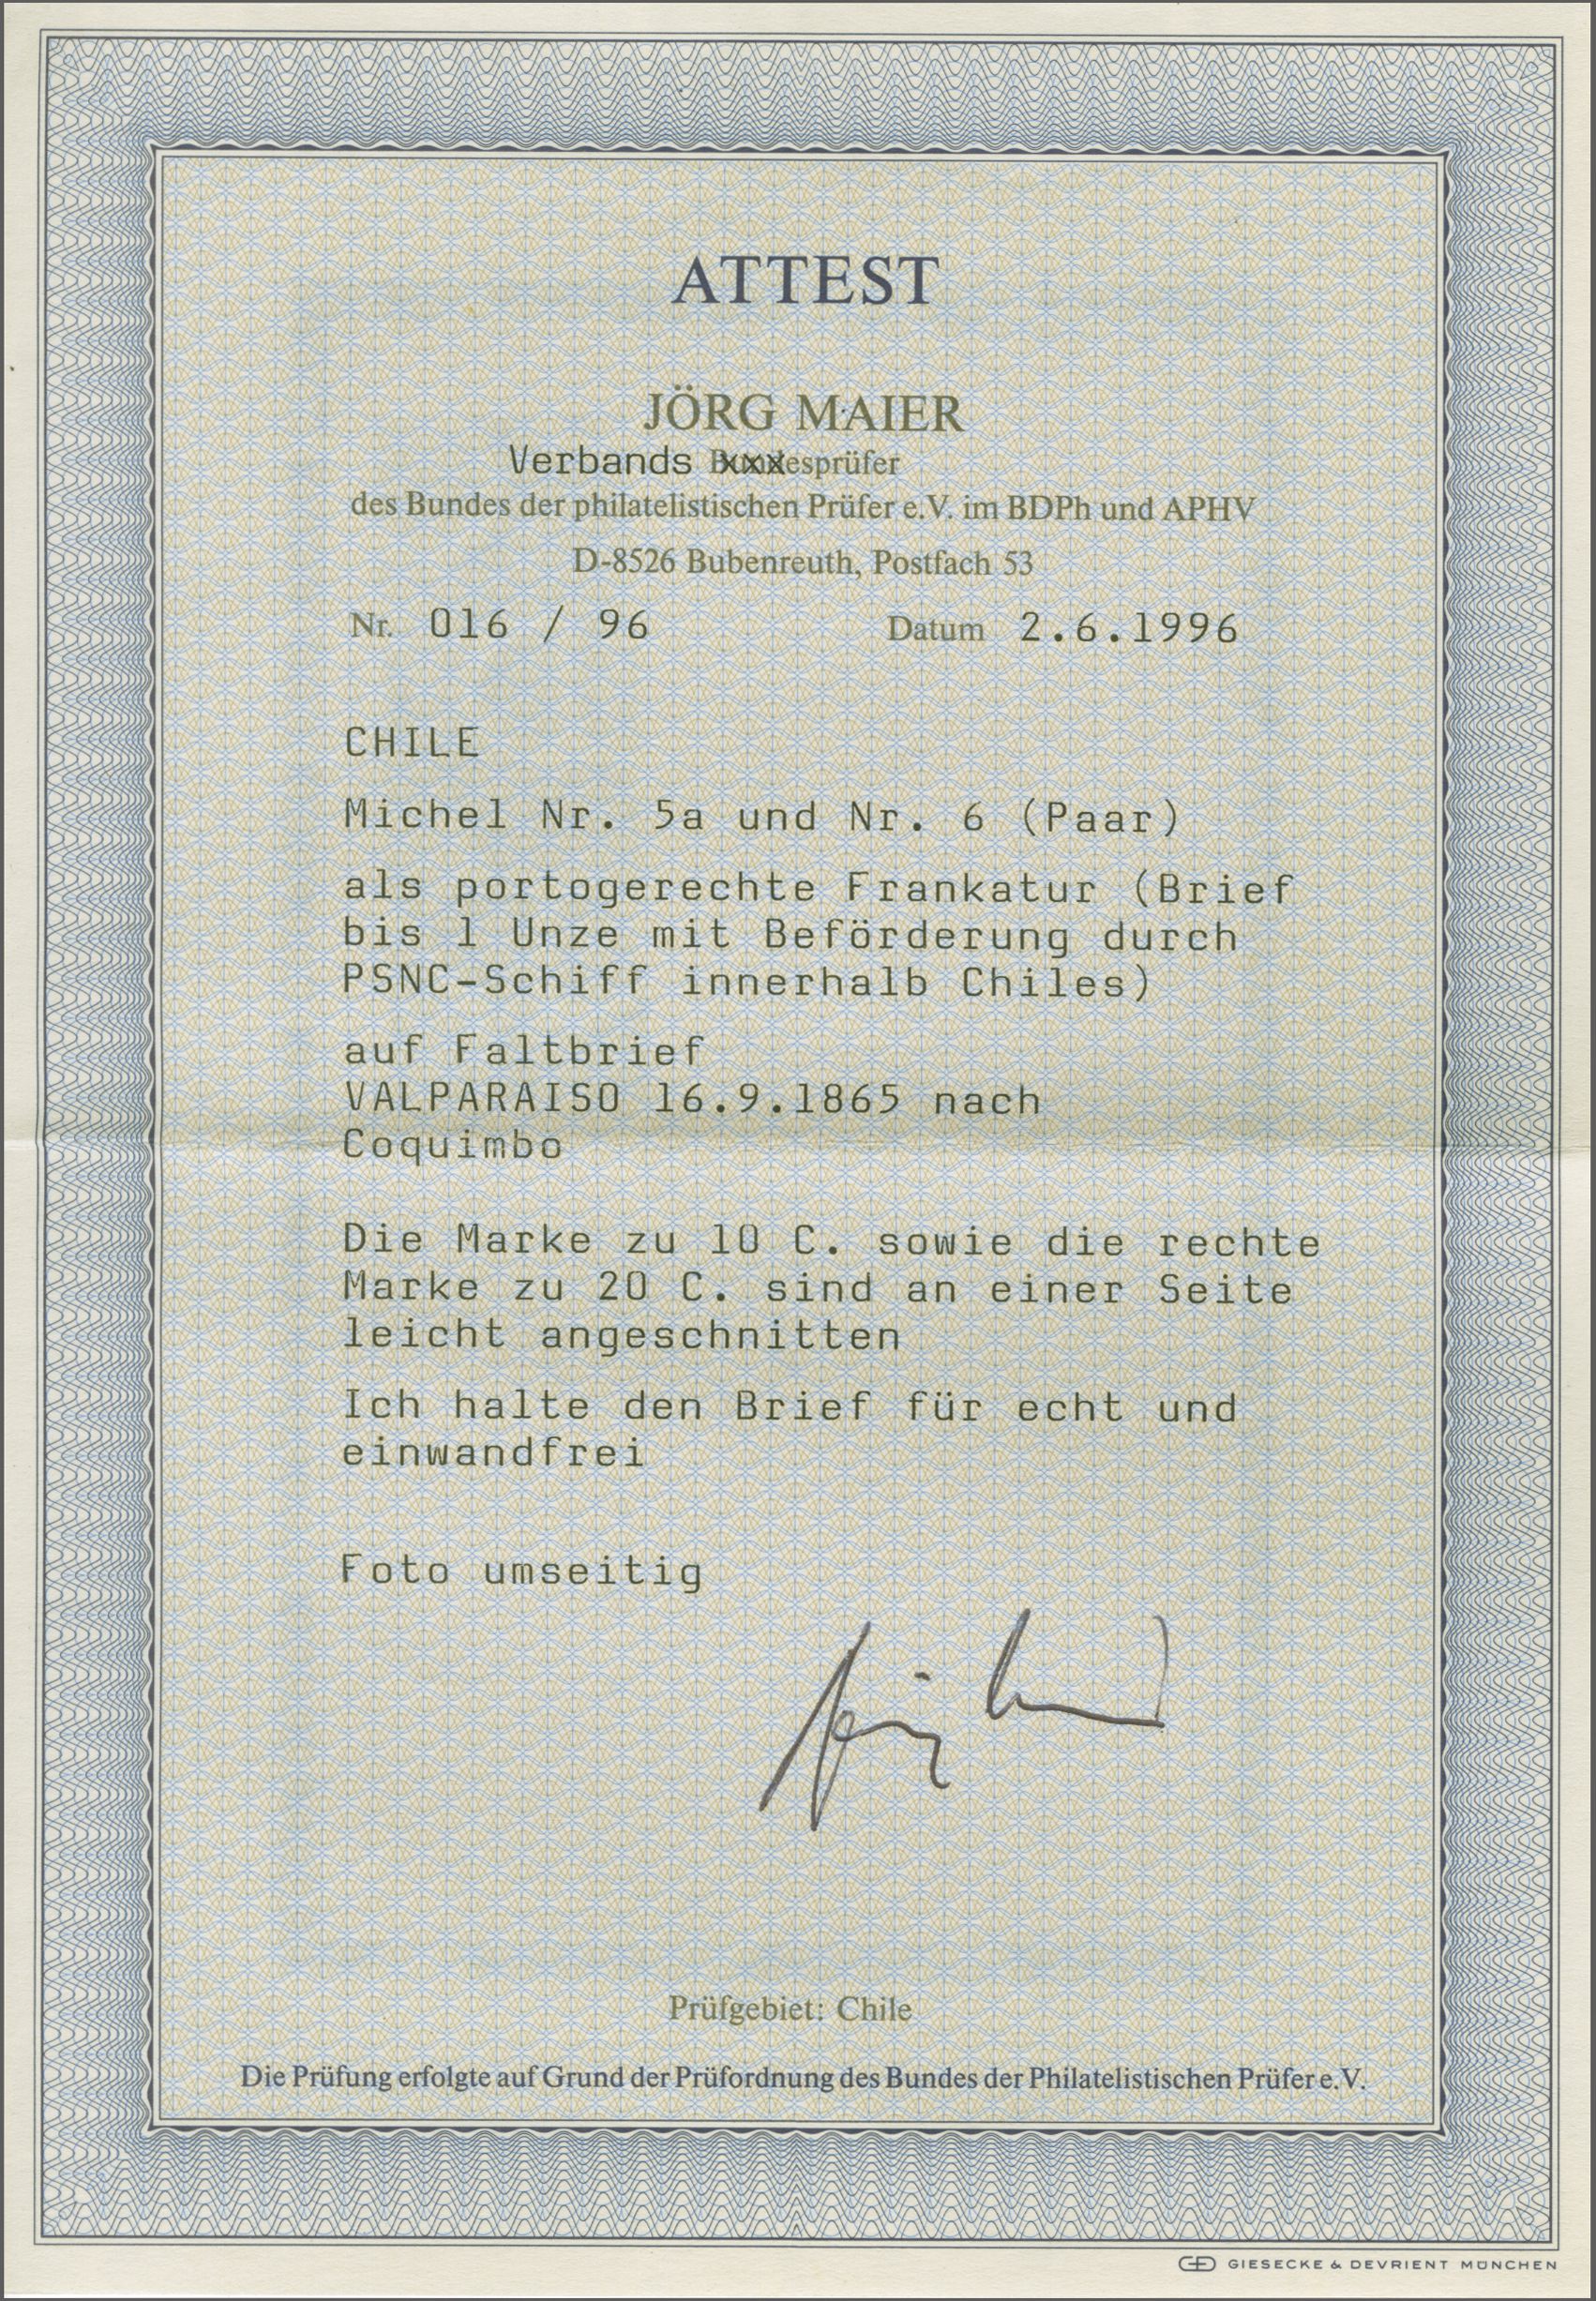 ATTEST
JÖRG MAIER
Verbands Bundesprüfer
des Bundes der philatelistischen Prüfer e.V. im BDPh und APHV
D-8526 Bubenreuth, Postfach 53
Nr. 016 / 96 Datum 2.6.1996
CHILE
Michel Nr. 5a und Nr. 6 (Paar)
als portogerechte Frankatur (Brief
bis 1 Unze mit Beförderung durch
PSNC-Schiff innerhalb Chiles)
auf Faltbrief
VALPARAISO 16.9.1865 nach
Coquimbo
Die Marke zu 10 C. sowie die rechte
Marke zu 20 C. sind an einer Seite
leicht angeschnitten
Ich halte den Brief für echt und
einwandfrei
Foto umseitig
Prüfgebiet: Chile
Die Prüfung erfolgte auf Grund der Prüfordnung des Bundes der Philatelistischen Prüfer e.V.
GIESECKE & DEVRIENT MÜNCHEN